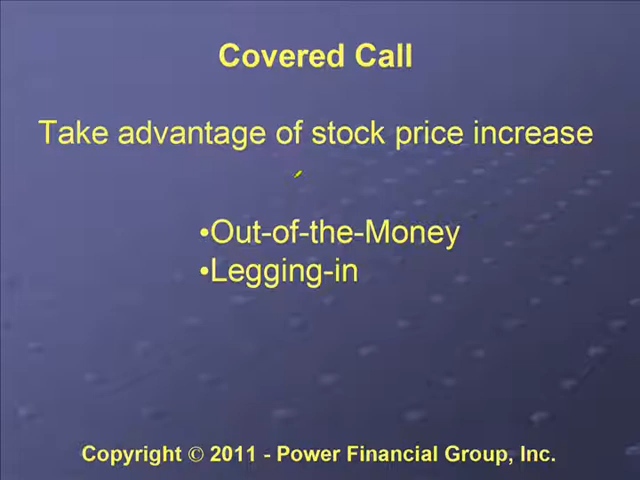 Covered Call
Take advantage of stock price increase
•Out-of-the-Money
•Legging-in
Copyright © 2011 - Power Financial Group, Inc.